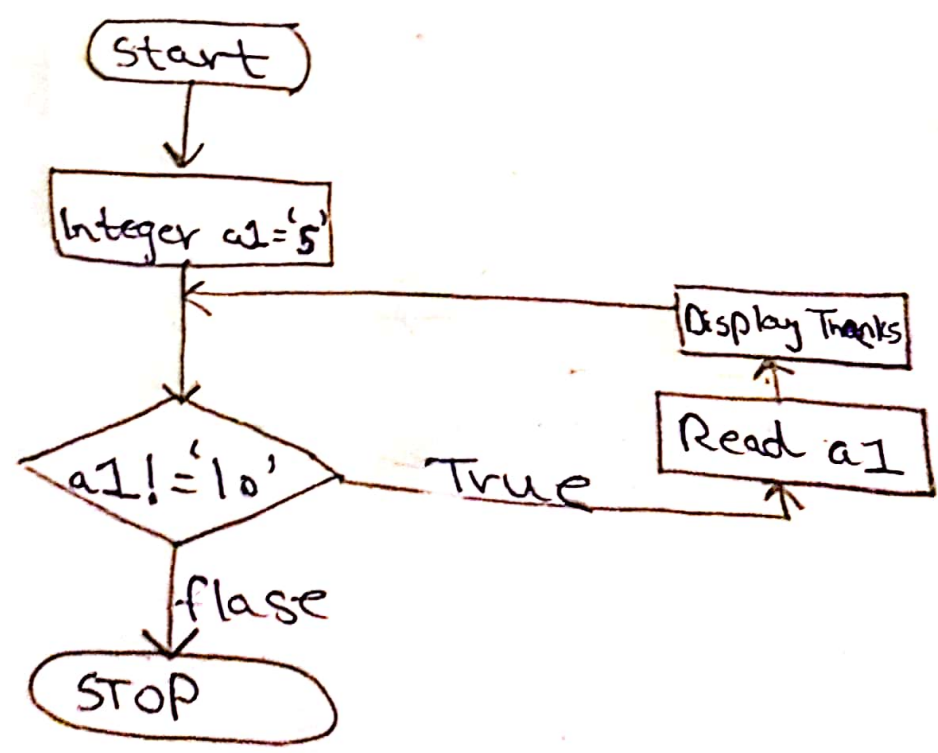 Start
Integer a1='5'
Display Thanks
Read a1
a1!='10'
True
flase
STOP